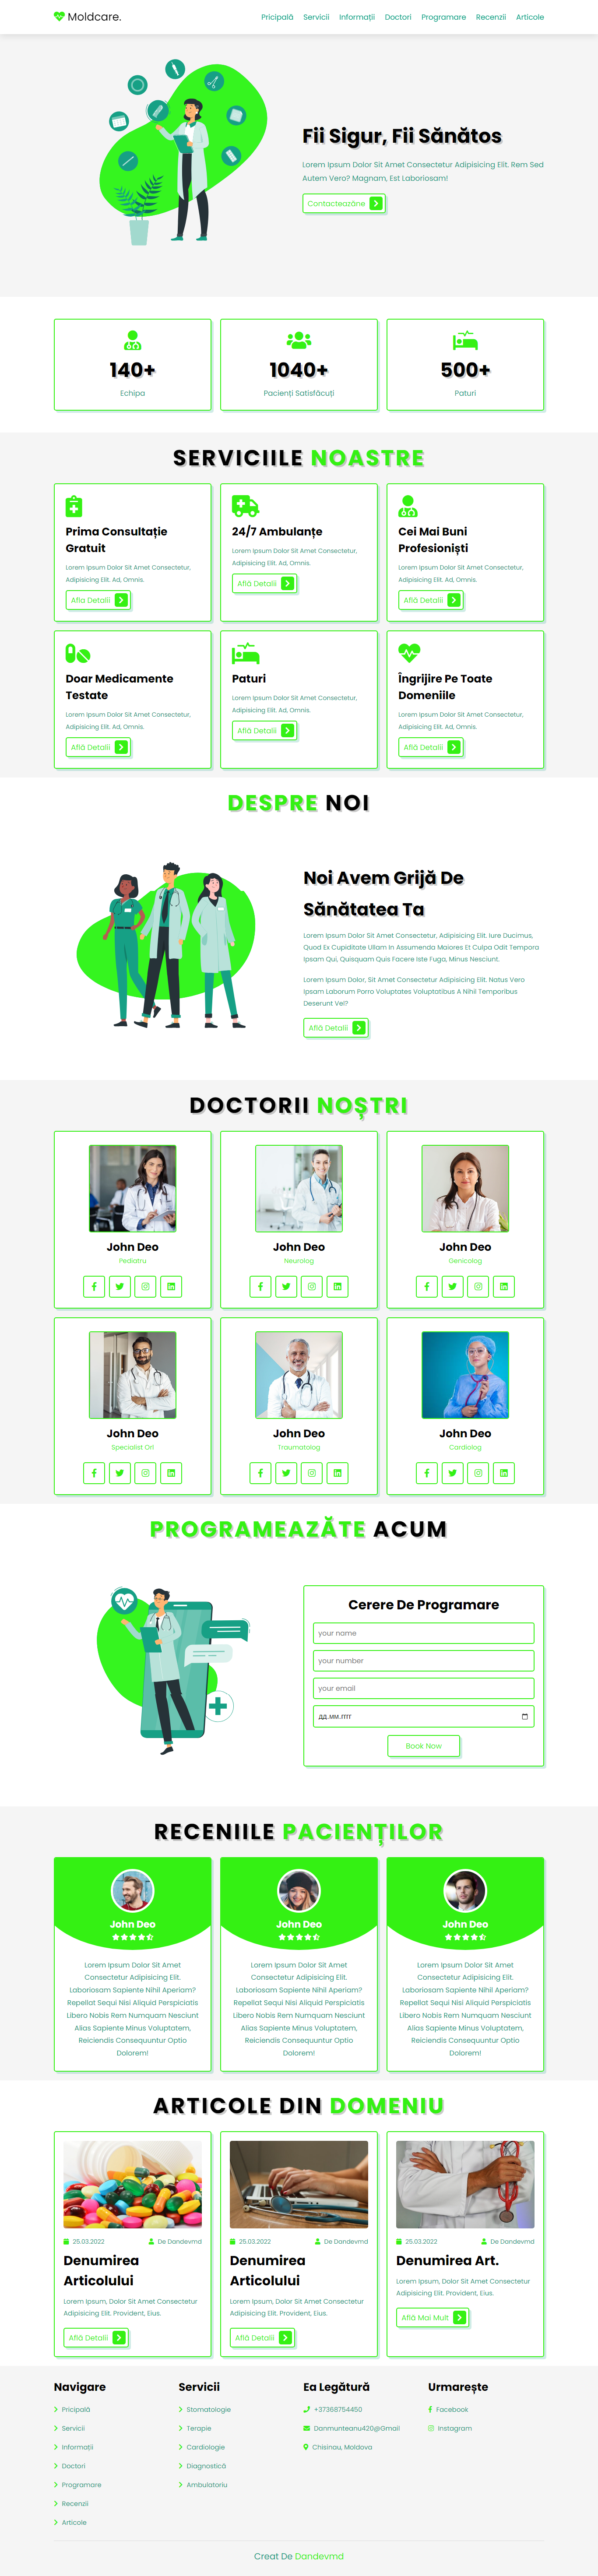 Moldcare.
Pricipală Servicii Informații Doctori Programare Recenzii Articole
Fii Sigur, Fii Sănătos
Lorem Ipsum Dolor Sit Amet Consectetur Adipisicing Elit. Rem Sed
Autem Vero? Magnam, Est Laboriosam!
Contactează​ne
140+
Echipa
1040+
Pacienți Satisfăcuți
500+
Paturi
SERVICIILE NOASTRE
Prima Consultație
Gratuit
Lorem Ipsum Dolor Sit Amet Consectetur,
Adipisicing Elit. Ad, Omnis.
Afla Detalii
24/7 Ambulanțe
Lorem Ipsum Dolor Sit Amet Consectetur,
Adipisicing Elit. Ad, Omnis.
Află Detalii
Cei Mai Buni
Profesioniști
Lorem Ipsum Dolor Sit Amet Consectetur,
Adipisicing Elit. Ad, Omnis.
Află Detalii
Doar Medicamente
Testate
Lorem Ipsum Dolor Sit Amet Consectetur,
Adipisicing Elit. Ad, Omnis.
Află Detalii
Paturi
Lorem Ipsum Dolor Sit Amet Consectetur,
Adipisicing Elit. Ad, Omnis.
Află Detalii
Îngrijire Pe Toate
Domeniile
Lorem Ipsum Dolor Sit Amet Consectetur,
Adipisicing Elit. Ad, Omnis.
Află Detalii
DESPRE NOI
Noi Avem Grijă De
Sănătatea Ta
Lorem Ipsum Dolor Sit Amet Consectetur, Adipisicing Elit. Iure Ducimus,
Quod Ex Cupiditate Ullam In Assumenda Maiores Et Culpa Odit Tempora
Ipsam Qui, Quisquam Quis Facere Iste Fuga, Minus Nesciunt.
Lorem Ipsum Dolor, Sit Amet Consectetur Adipisicing Elit. Natus Vero
Ipsam Laborum Porro Voluptates Voluptatibus A Nihil Temporibus
Deserunt Vel?
Află Detalii
DOCTORII NOȘTRI
John Deo
Pediatru
John Deo
Neurolog
John Deo
Genicolog
John Deo
Specialist Orl
John Deo
Traumatolog
John Deo
Cardiolog
PROGRAMEAZĂTE ACUM
Cerere De Programare
your name
your number
your email
дд.мм.гггг
Book Now
RECENIILE PACIENȚILOR
John Deo
Lorem Ipsum Dolor Sit Amet
Consectetur Adipisicing Elit.
Laboriosam Sapiente Nihil Aperiam?
Repellat Sequi Nisi Aliquid Perspiciatis
Libero Nobis Rem Numquam Nesciunt
Alias Sapiente Minus Voluptatem,
Reiciendis Consequuntur Optio
Dolorem!
John Deo
Lorem Ipsum Dolor Sit Amet
Consectetur Adipisicing Elit.
Laboriosam Sapiente Nihil Aperiam?
Repellat Sequi Nisi Aliquid Perspiciatis
Libero Nobis Rem Numquam Nesciunt
Alias Sapiente Minus Voluptatem,
Reiciendis Consequuntur Optio
Dolorem!
John Deo
Lorem Ipsum Dolor Sit Amet
Consectetur Adipisicing Elit.
Laboriosam Sapiente Nihil Aperiam?
Repellat Sequi Nisi Aliquid Perspiciatis
Libero Nobis Rem Numquam Nesciunt
Alias Sapiente Minus Voluptatem,
Reiciendis Consequuntur Optio
Dolorem!
ARTICOLE DIN DOMENIU
25.03.2022 De Dandevmd
Denumirea
Articolului
Lorem Ipsum, Dolor Sit Amet Consectetur
Adipisicing Elit. Provident, Eius.
Află Detalii
25.03.2022 De Dandevmd
Denumirea
Articolului
Lorem Ipsum, Dolor Sit Amet Consectetur
Adipisicing Elit. Provident, Eius.
Află Detalii
25.03.2022 De Dandevmd
Denumirea Art.
Lorem Ipsum, Dolor Sit Amet Consectetur
Adipisicing Elit. Provident, Eius.
Află Mai Mult
Navigare
Pricipală
Servicii
Informații
Doctori
Programare
Recenzii
Articole
Servicii
Stomatologie
Terapie
Cardiologie
Diagnostică
Ambulatoriu
Ea Legătură
+37368754450
Danmunteanu420@Gmail
Chisinau, Moldova
Urmarește
Facebook
Instagram
Creat De Dandevmd